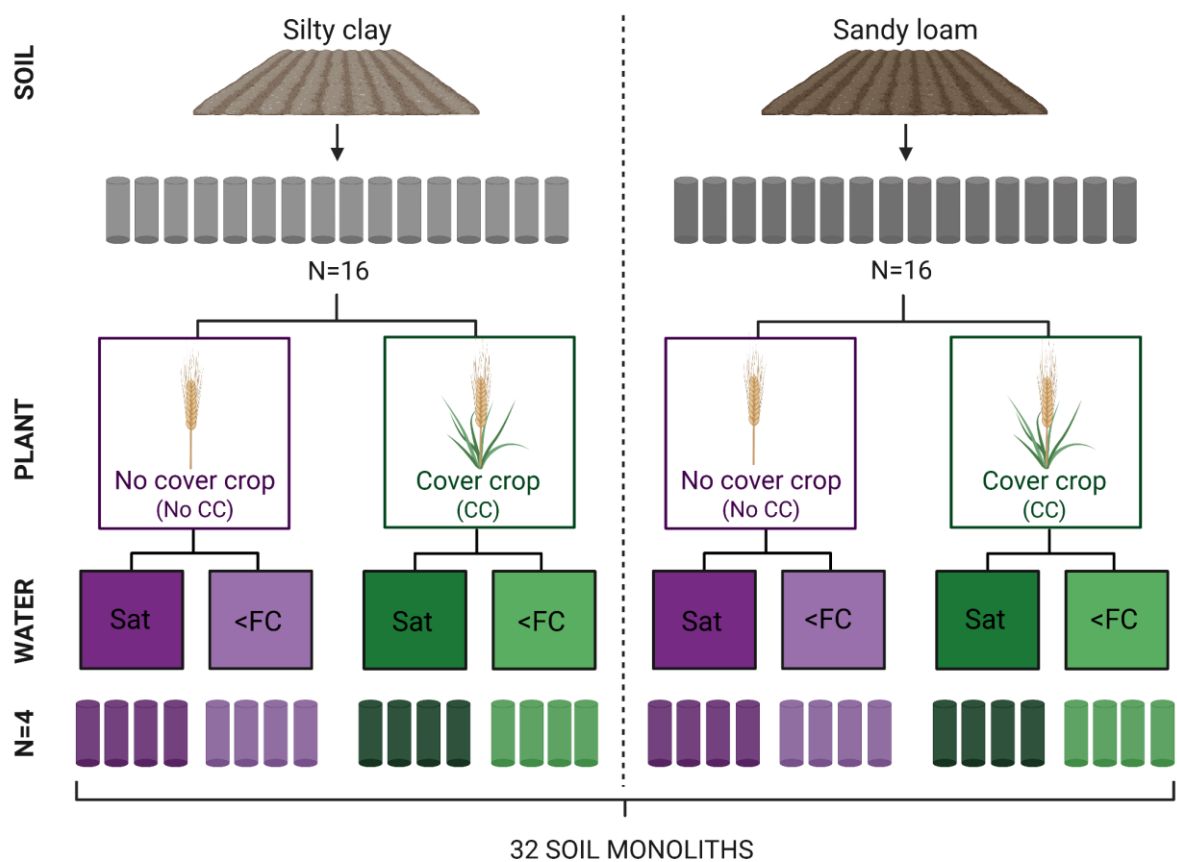 SOIL
Silty clay
Sandy loam
N=16
N=16
PLANT
No cover crop
(No CC)
Cover crop
(CC)
No cover crop
(No CC)
Cover crop
(CC)
WATER
Sat
<FC
Sat
<FC
Sat
<FC
Sat
<FC
N=4
32 SOIL MONOLITHS